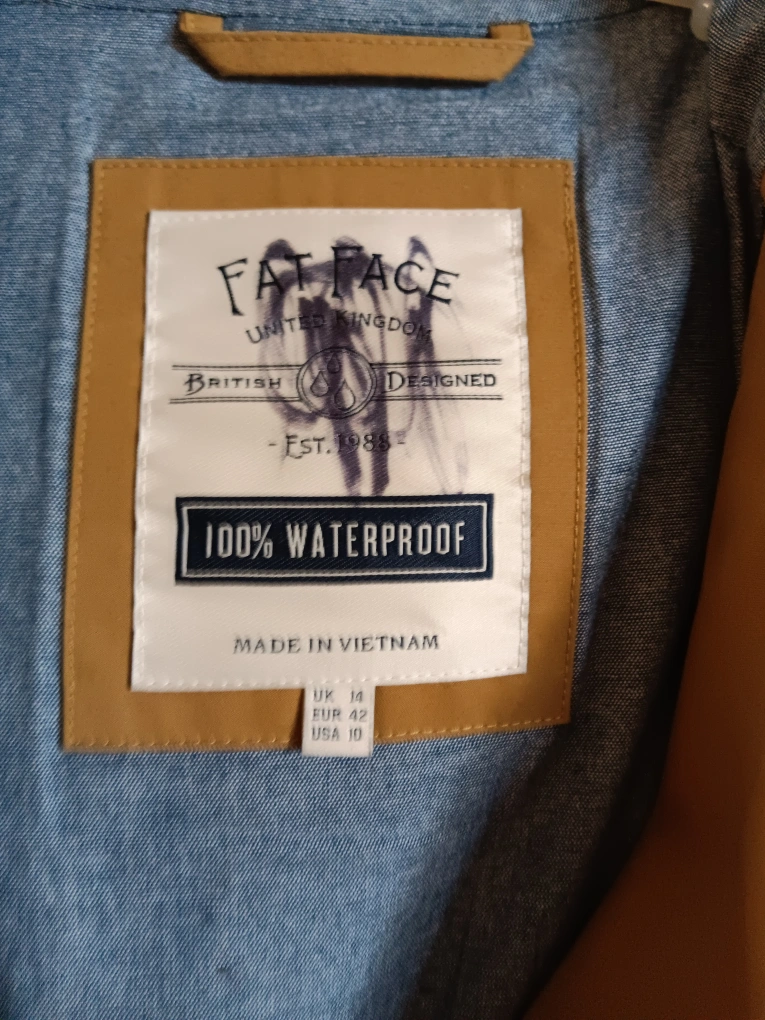 FAT FACE
UNITED KINGDOM
BRITISH DESIGNED
- EST. 1988 -
100% WATERPROOF
MADE IN VIETNAM
UK 14
EUR 42
USA 10